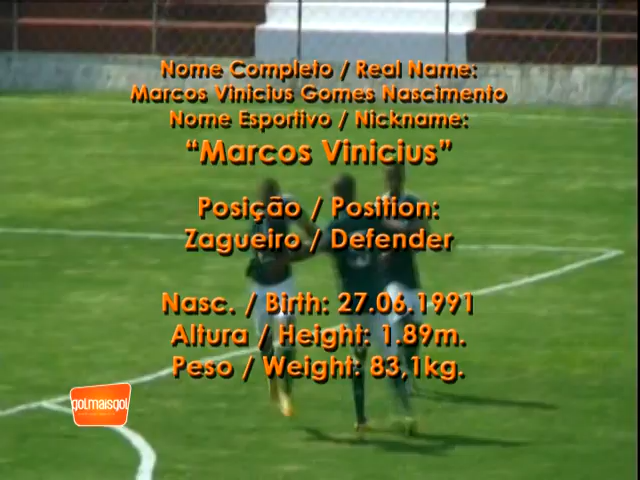 Nome Completo / Real Name:
Marcos Vinicius Gomes Nascimento
Nome Esportivo / Nickname:
“Marcos Vinicius”
Posição / Position:
Zagueiro / Defender
Nasc. / Birth: 27.06.1991
Altura / Height: 1.89m.
Peso / Weight: 83,1kg.
golmaisgol